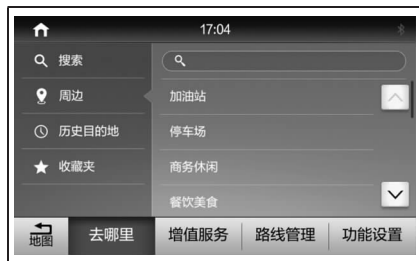 17:04
搜索
周边
历史目的地
收藏夹
加油站
停车场
商务休闲
餐饮美食
地图 去哪里 增值服务 路线管理 功能设置